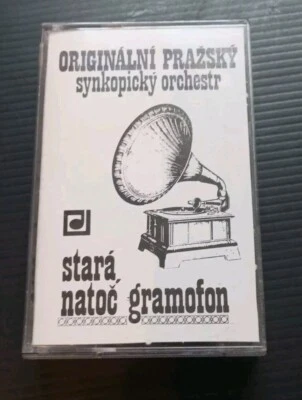 ORIGINÁLNÍ PRAŽSKÝ
synkopický orchestr
stará,
natoč gramofon